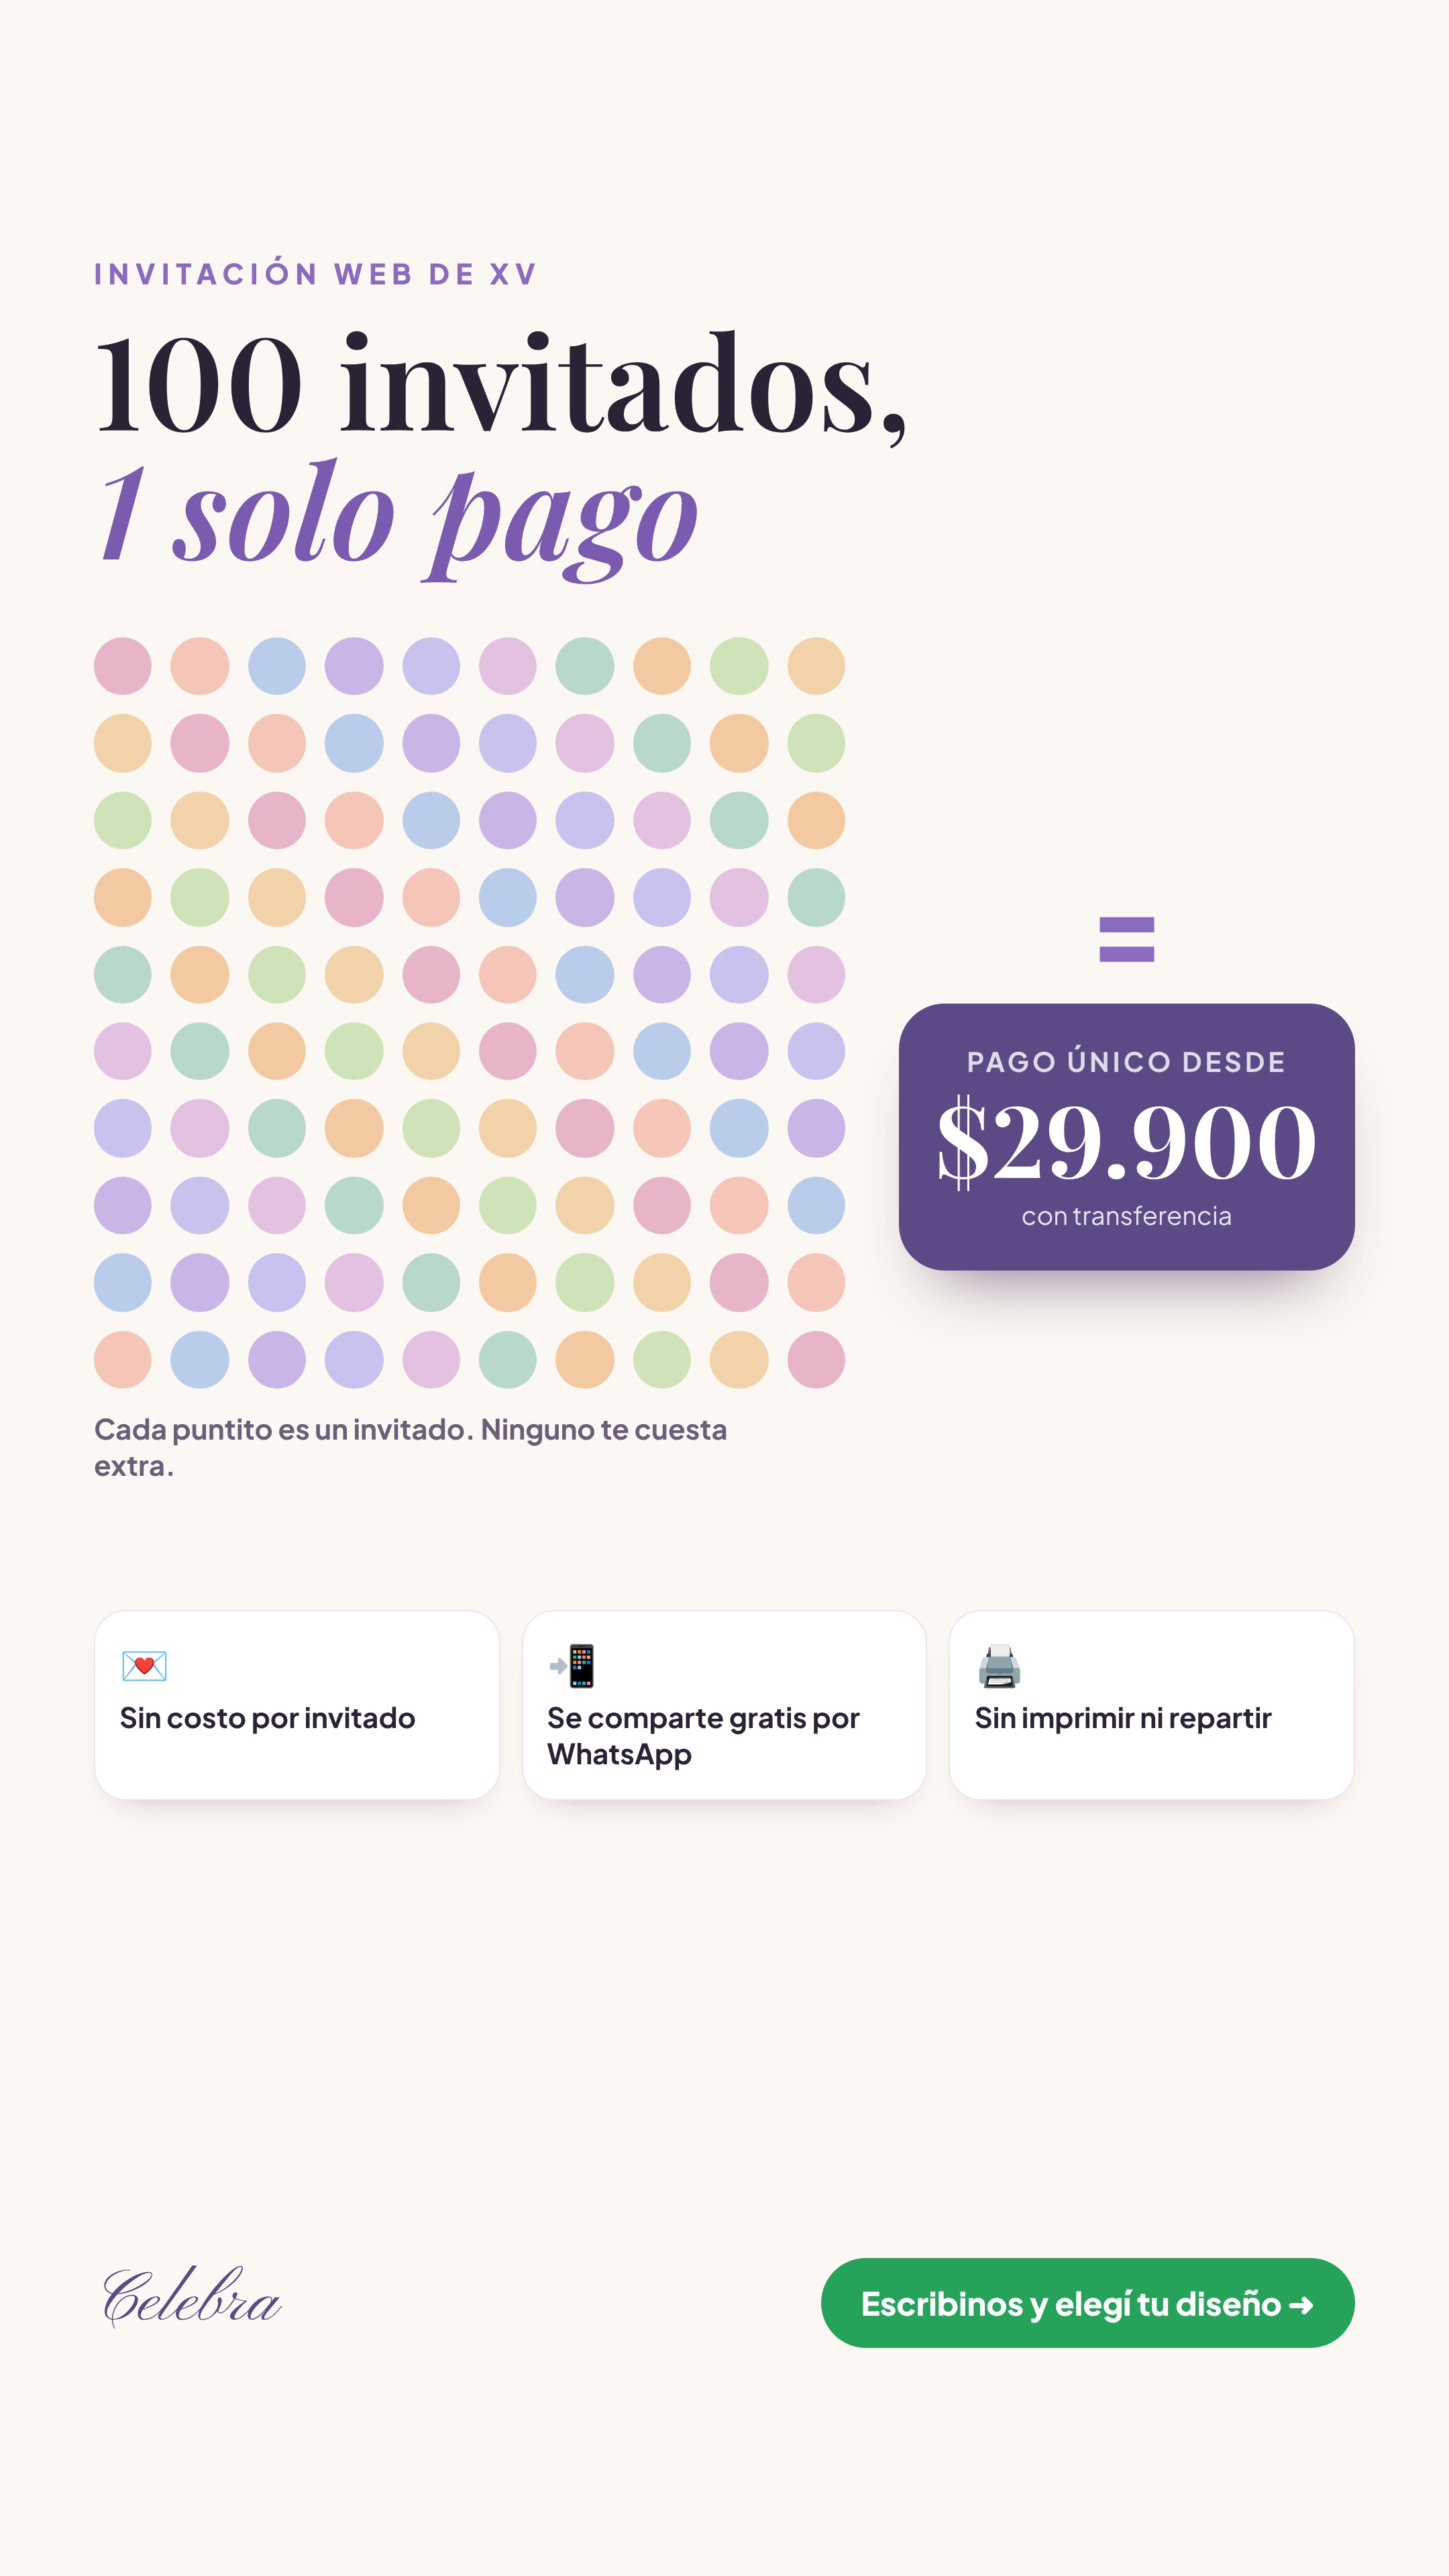 INVITACIÓN WEB DE XV
100 invitados,
1 solo pago
=
PAGO ÚNICO DESDE
$29.900
con transferencia
Cada puntito es un invitado. Ninguno te cuesta
extra.
Sin costo por invitado
Se comparte gratis por
WhatsApp
Sin imprimir ni repartir
Celebra
Escribinos y elegí tu diseño →